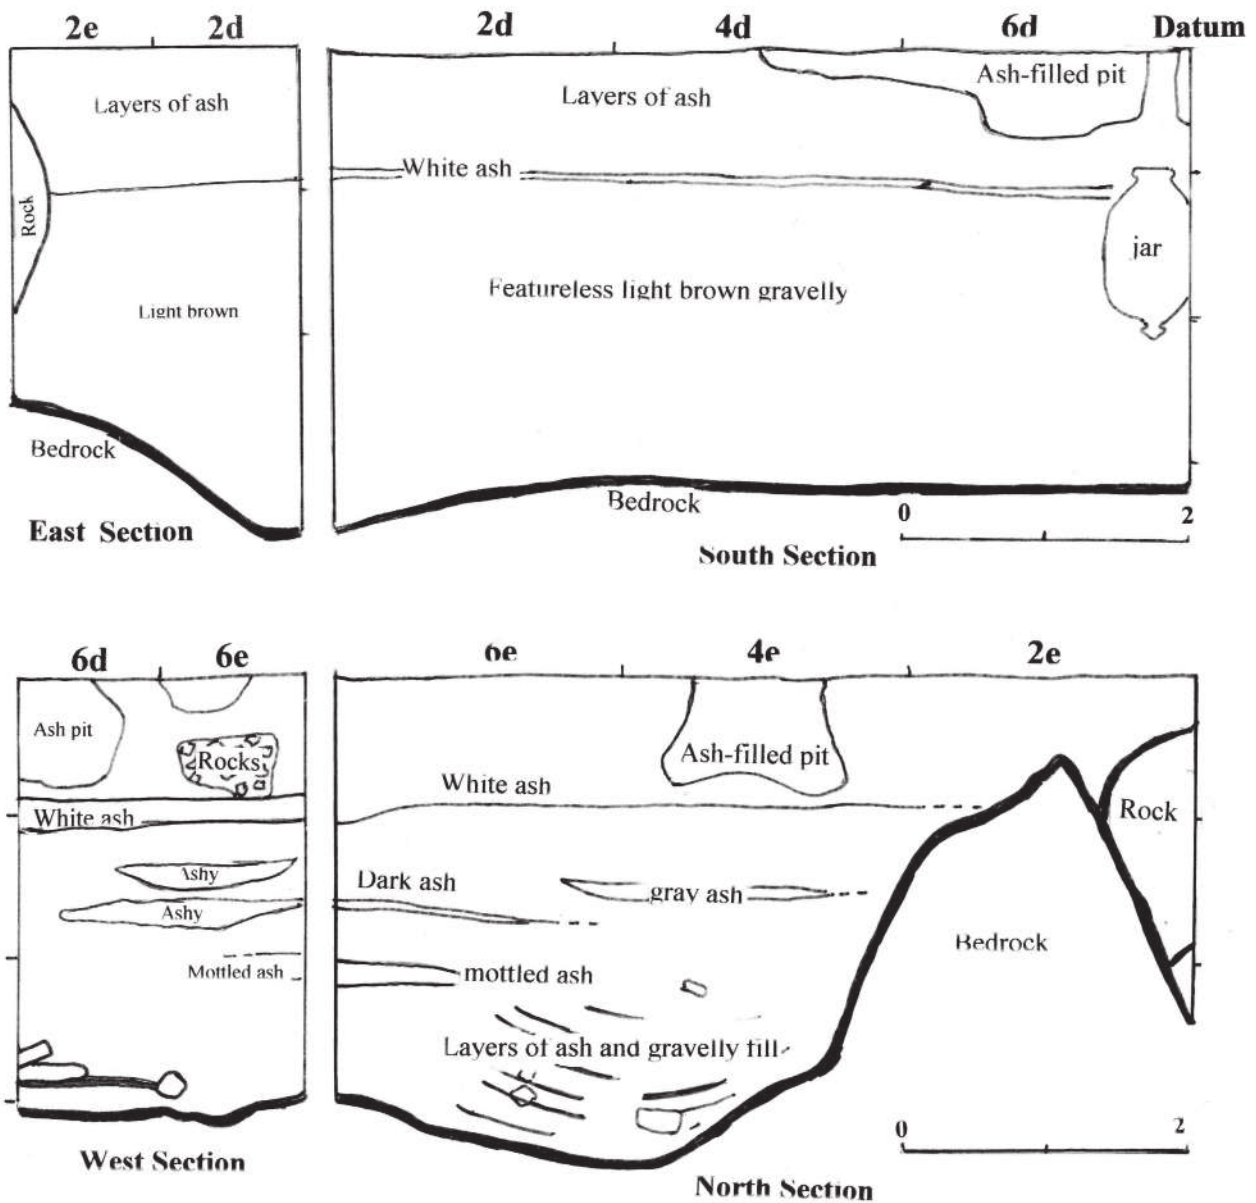 2e 2d
2d 4d 6d Datum
Layers of ash
Rock
Light brown
Bedrock
East Section
Layers of ash
Ash-filled pit
White ash
jar
Featureless light brown gravelly
Bedrock
0 2
South Section
6d 6e
Ash pit
Rocks
White ash
Ashy
Ashy
Mottled ash
West Section
6e 4e 2e
Ash-filled pit
White ash
Rock
Dark ash
gray ash
Bedrock
mottled ash
Layers of ash and gravelly fill
0 2
North Section